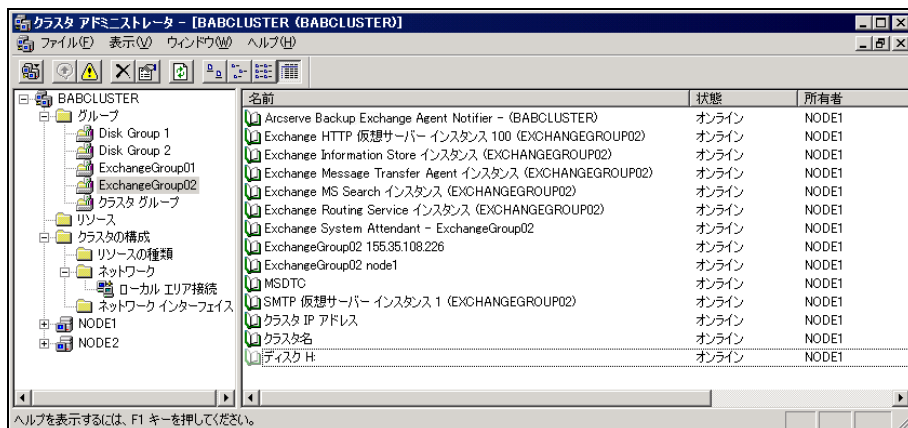 クラスタ アドミニストレータ - [BABCLUSTER (BABCLUSTER)]
ファイル(F) 表示(V) ウィンドウ(W) ヘルプ(H)
BABCLUSTER
グループ
Disk Group 1
Disk Group 2
ExchangeGroup01
ExchangeGroup02
クラスタ グループ
リソース
クラスタの構成
リソースの種類
ネットワーク
ローカル エリア接続
ネットワーク インターフェイス
NODE1
NODE2
名前 状態 所有者
Arcserve Backup Exchange Agent Notifier - (BABCLUSTER) オンライン NODE1
Exchange HTTP 仮想サーバー インスタンス 100 (EXCHANGEGROUP02) オンライン NODE1
Exchange Information Store インスタンス (EXCHANGEGROUP02) オンライン NODE1
Exchange Message Transfer Agent インスタンス (EXCHANGEGROUP02) オンライン NODE1
Exchange MS Search インスタンス (EXCHANGEGROUP02) オンライン NODE1
Exchange Routing Service インスタンス (EXCHANGEGROUP02) オンライン NODE1
Exchange System Attendant - ExchangeGroup02 オンライン NODE1
ExchangeGroup02 155.35.108.226 オンライン NODE1
ExchangeGroup02 node1 オンライン NODE1
MSDTC オンライン NODE1
SMTP 仮想サーバー インスタンス 1 (EXCHANGEGROUP02) オンライン NODE1
クラスタ IP アドレス オンライン NODE1
クラスタ名 オンライン NODE1
ディスク H: オンライン NODE1
ヘルプを表示するには、F1 キーを押してください。